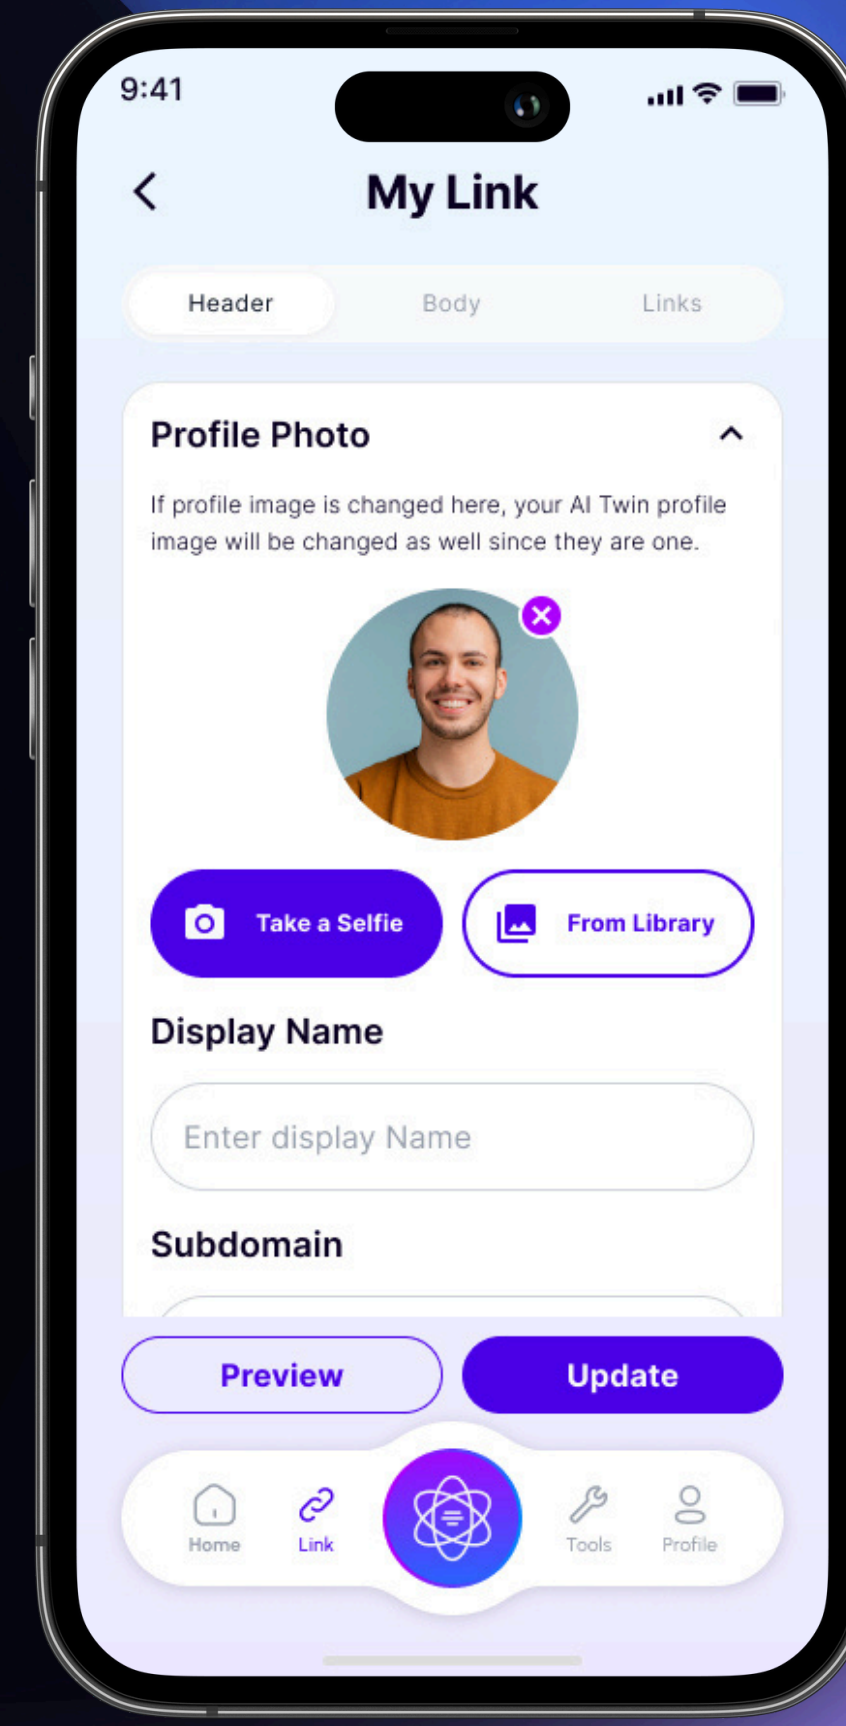 9:41
My Link
Header Body Links
Profile Photo
If profile image is changed here, your AI Twin profile
image will be changed as well since they are one.
Take a Selfie From Library
Display Name
Enter display Name
Subdomain
Preview Update
Home Link Tools Profile